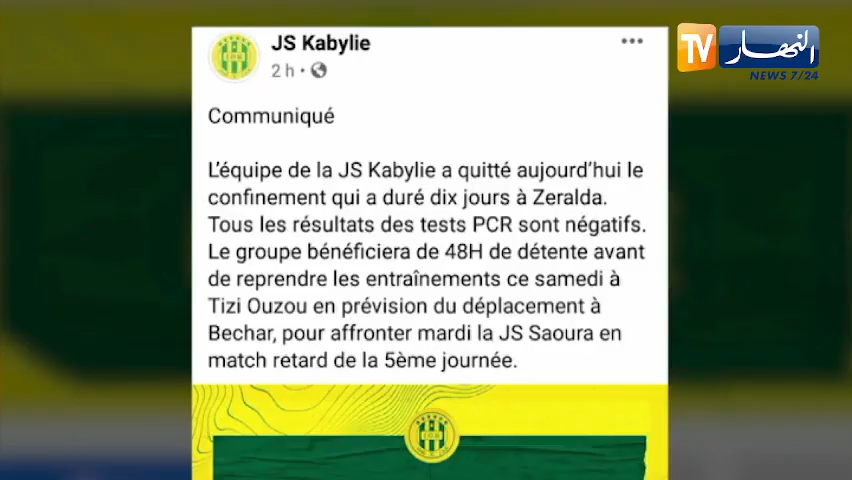 JS Kabylie
2 h
Communiqué
L'équipe de la JS Kabylie a quitté aujourd'hui le
confinement qui a duré dix jours à Zeralda.
Tous les résultats des tests PCR sont négatifs.
Le groupe bénéficiera de 48H de détente avant
de reprendre les entraînements ce samedi à
Tizi Ouzou en prévision du déplacement à
Bechar, pour affronter mardi la JS Saoura en
match retard de la 5ème journée.
TV النهار
NEWS 7/24